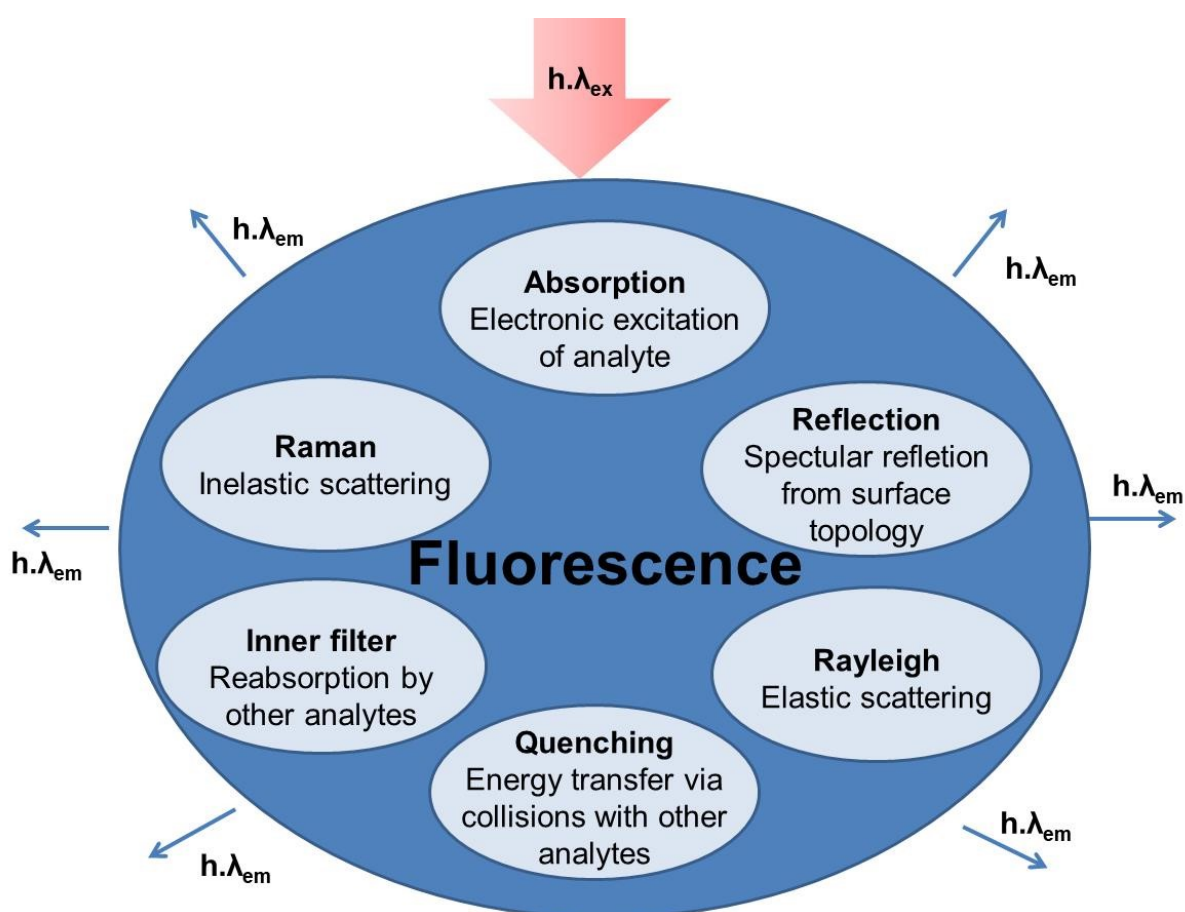 h.λex
h.λem
h.λem
Absorption
Electronic excitation
of analyte
Raman
Inelastic scattering
Reflection
Spectular refletion
from surface
topology
h.λem
h.λem
Fluorescence
Inner filter
Reabsorption by
other analytes
Rayleigh
Elastic scattering
Quenching
Energy transfer via
collisions with other
analytes
h.λem
h.λem